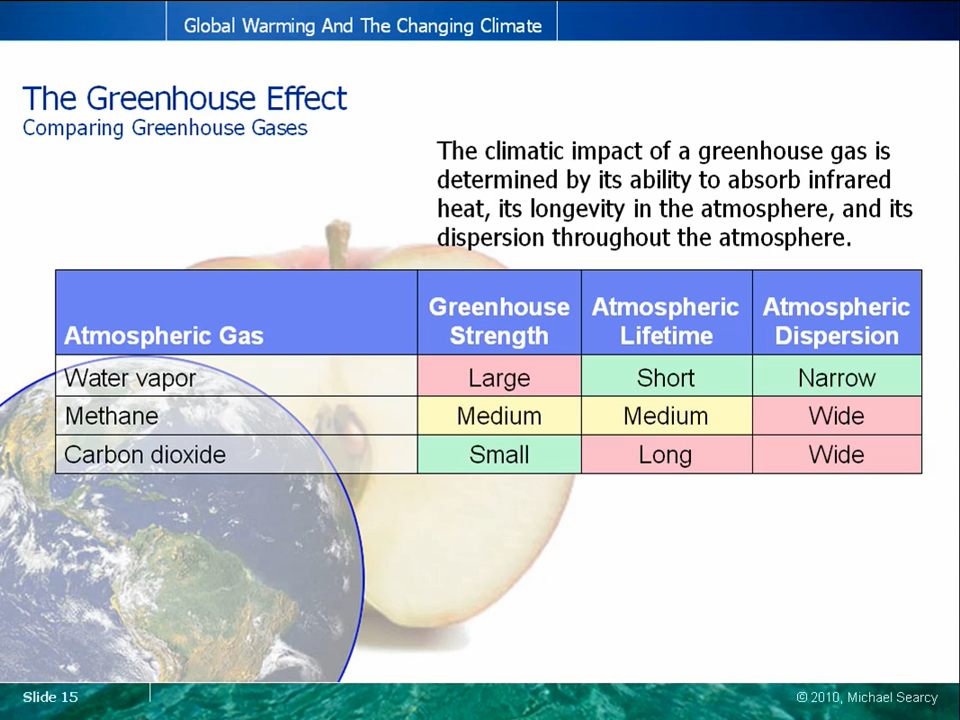 Global Warming And The Changing Climate
The Greenhouse Effect
Comparing Greenhouse Gases
The climatic impact of a greenhouse gas is
determined by its ability to absorb infrared
heat, its longevity in the atmosphere, and its
dispersion throughout the atmosphere.
Atmospheric Gas Greenhouse Strength Atmospheric Lifetime Atmospheric Dispersion
Water vapor Large Short Narrow
Methane Medium Medium Wide
Carbon dioxide Small Long Wide
Slide 15 © 2010, Michael Searcy